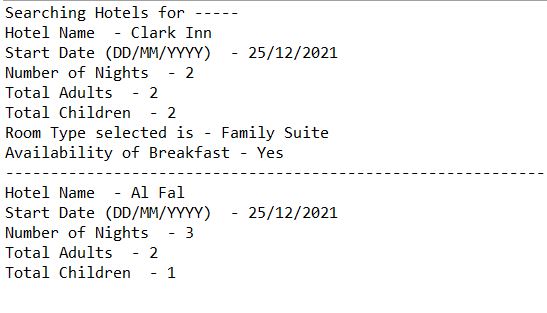 Searching Hotels for -----
Hotel Name  - Clark Inn
Start Date (DD/MM/YYYY)  - 25/12/2021
Number of Nights  - 2
Total Adults  - 2
Total Children  - 2
Room Type selected is - Family Suite
Availability of Breakfast - Yes
------------------------------------------------------------
Hotel Name  - Al Fal
Start Date (DD/MM/YYYY)  - 25/12/2021
Number of Nights  - 3
Total Adults  - 2
Total Children  - 1